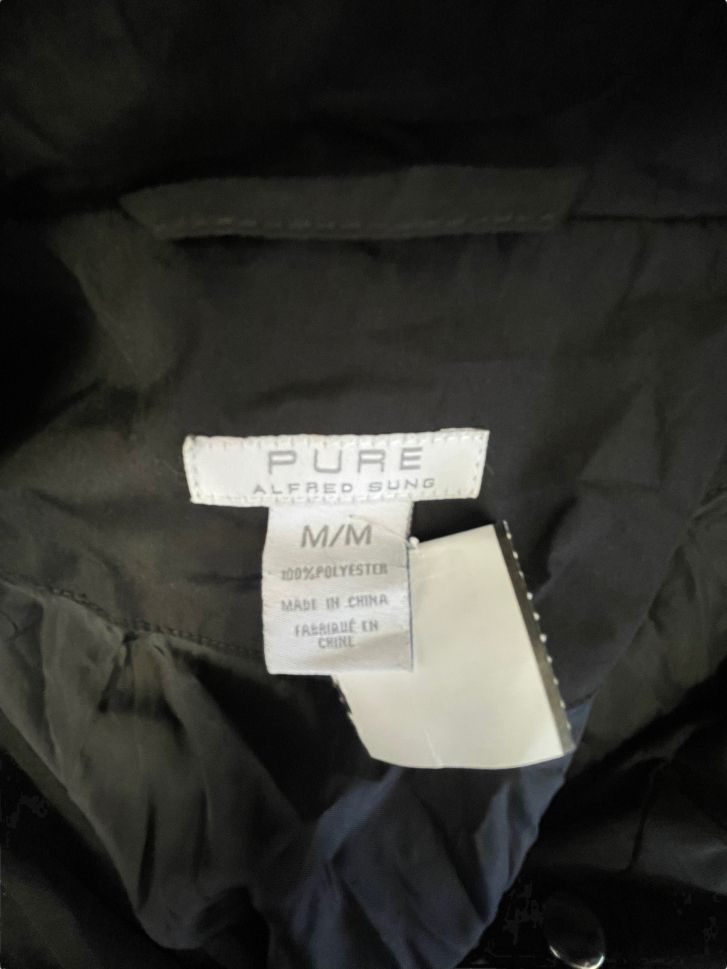 PURE
ALFRED SUNG
M/M
100%POLYESTER
MADE IN CHINA
FABRIQUÉ EN
CHINE